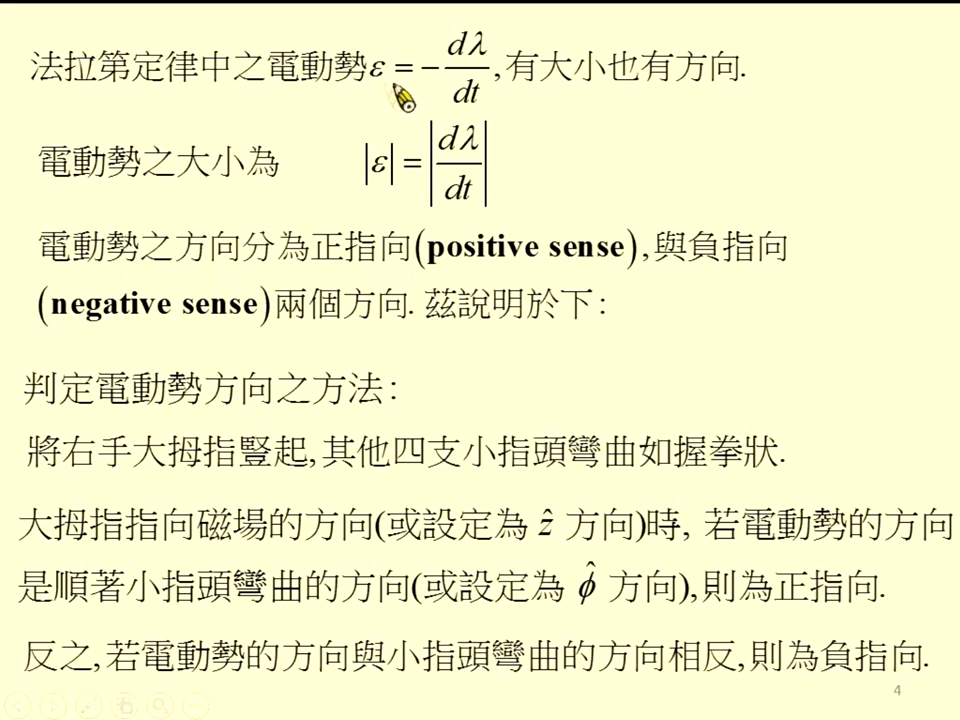 法拉第定律中之電動勢ε = −dλ/dt,有大小也有方向.
電動勢之大小為 |ε| = |dλ/dt|
電動勢之方向分為正指向(positive sense),與負指向
(negative sense)兩個方向. 茲說明於下:
判定電動勢方向之方法:
將右手大拇指豎起,其他四支小指頭彎曲如握拳狀.
大拇指指向磁場的方向(或設定為 ẑ 方向)時, 若電動勢的方向
是順著小指頭彎曲的方向(或設定為 ϕ̂ 方向),則為正指向.
反之,若電動勢的方向與小指頭彎曲的方向相反,則為負指向.
4